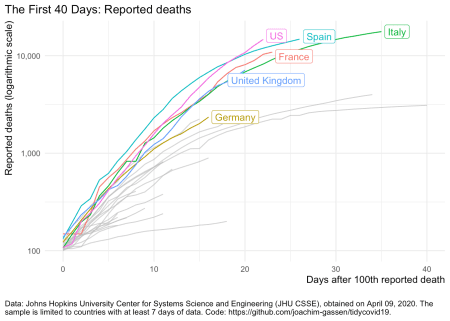 The First 40 Days: Reported deaths
Reported deaths (logarithmic scale)
10,000
1,000
100
US
Spain
Italy
France
United Kingdom
Germany
0
10
20
30
40
Days after 100th reported death
Data: Johns Hopkins University Center for Systems Science and Engineering (JHU CSSE), obtained on April 09, 2020. The
sample is limited to countries with at least 7 days of data. Code: https://github.com/joachim-gassen/tidycovid19.